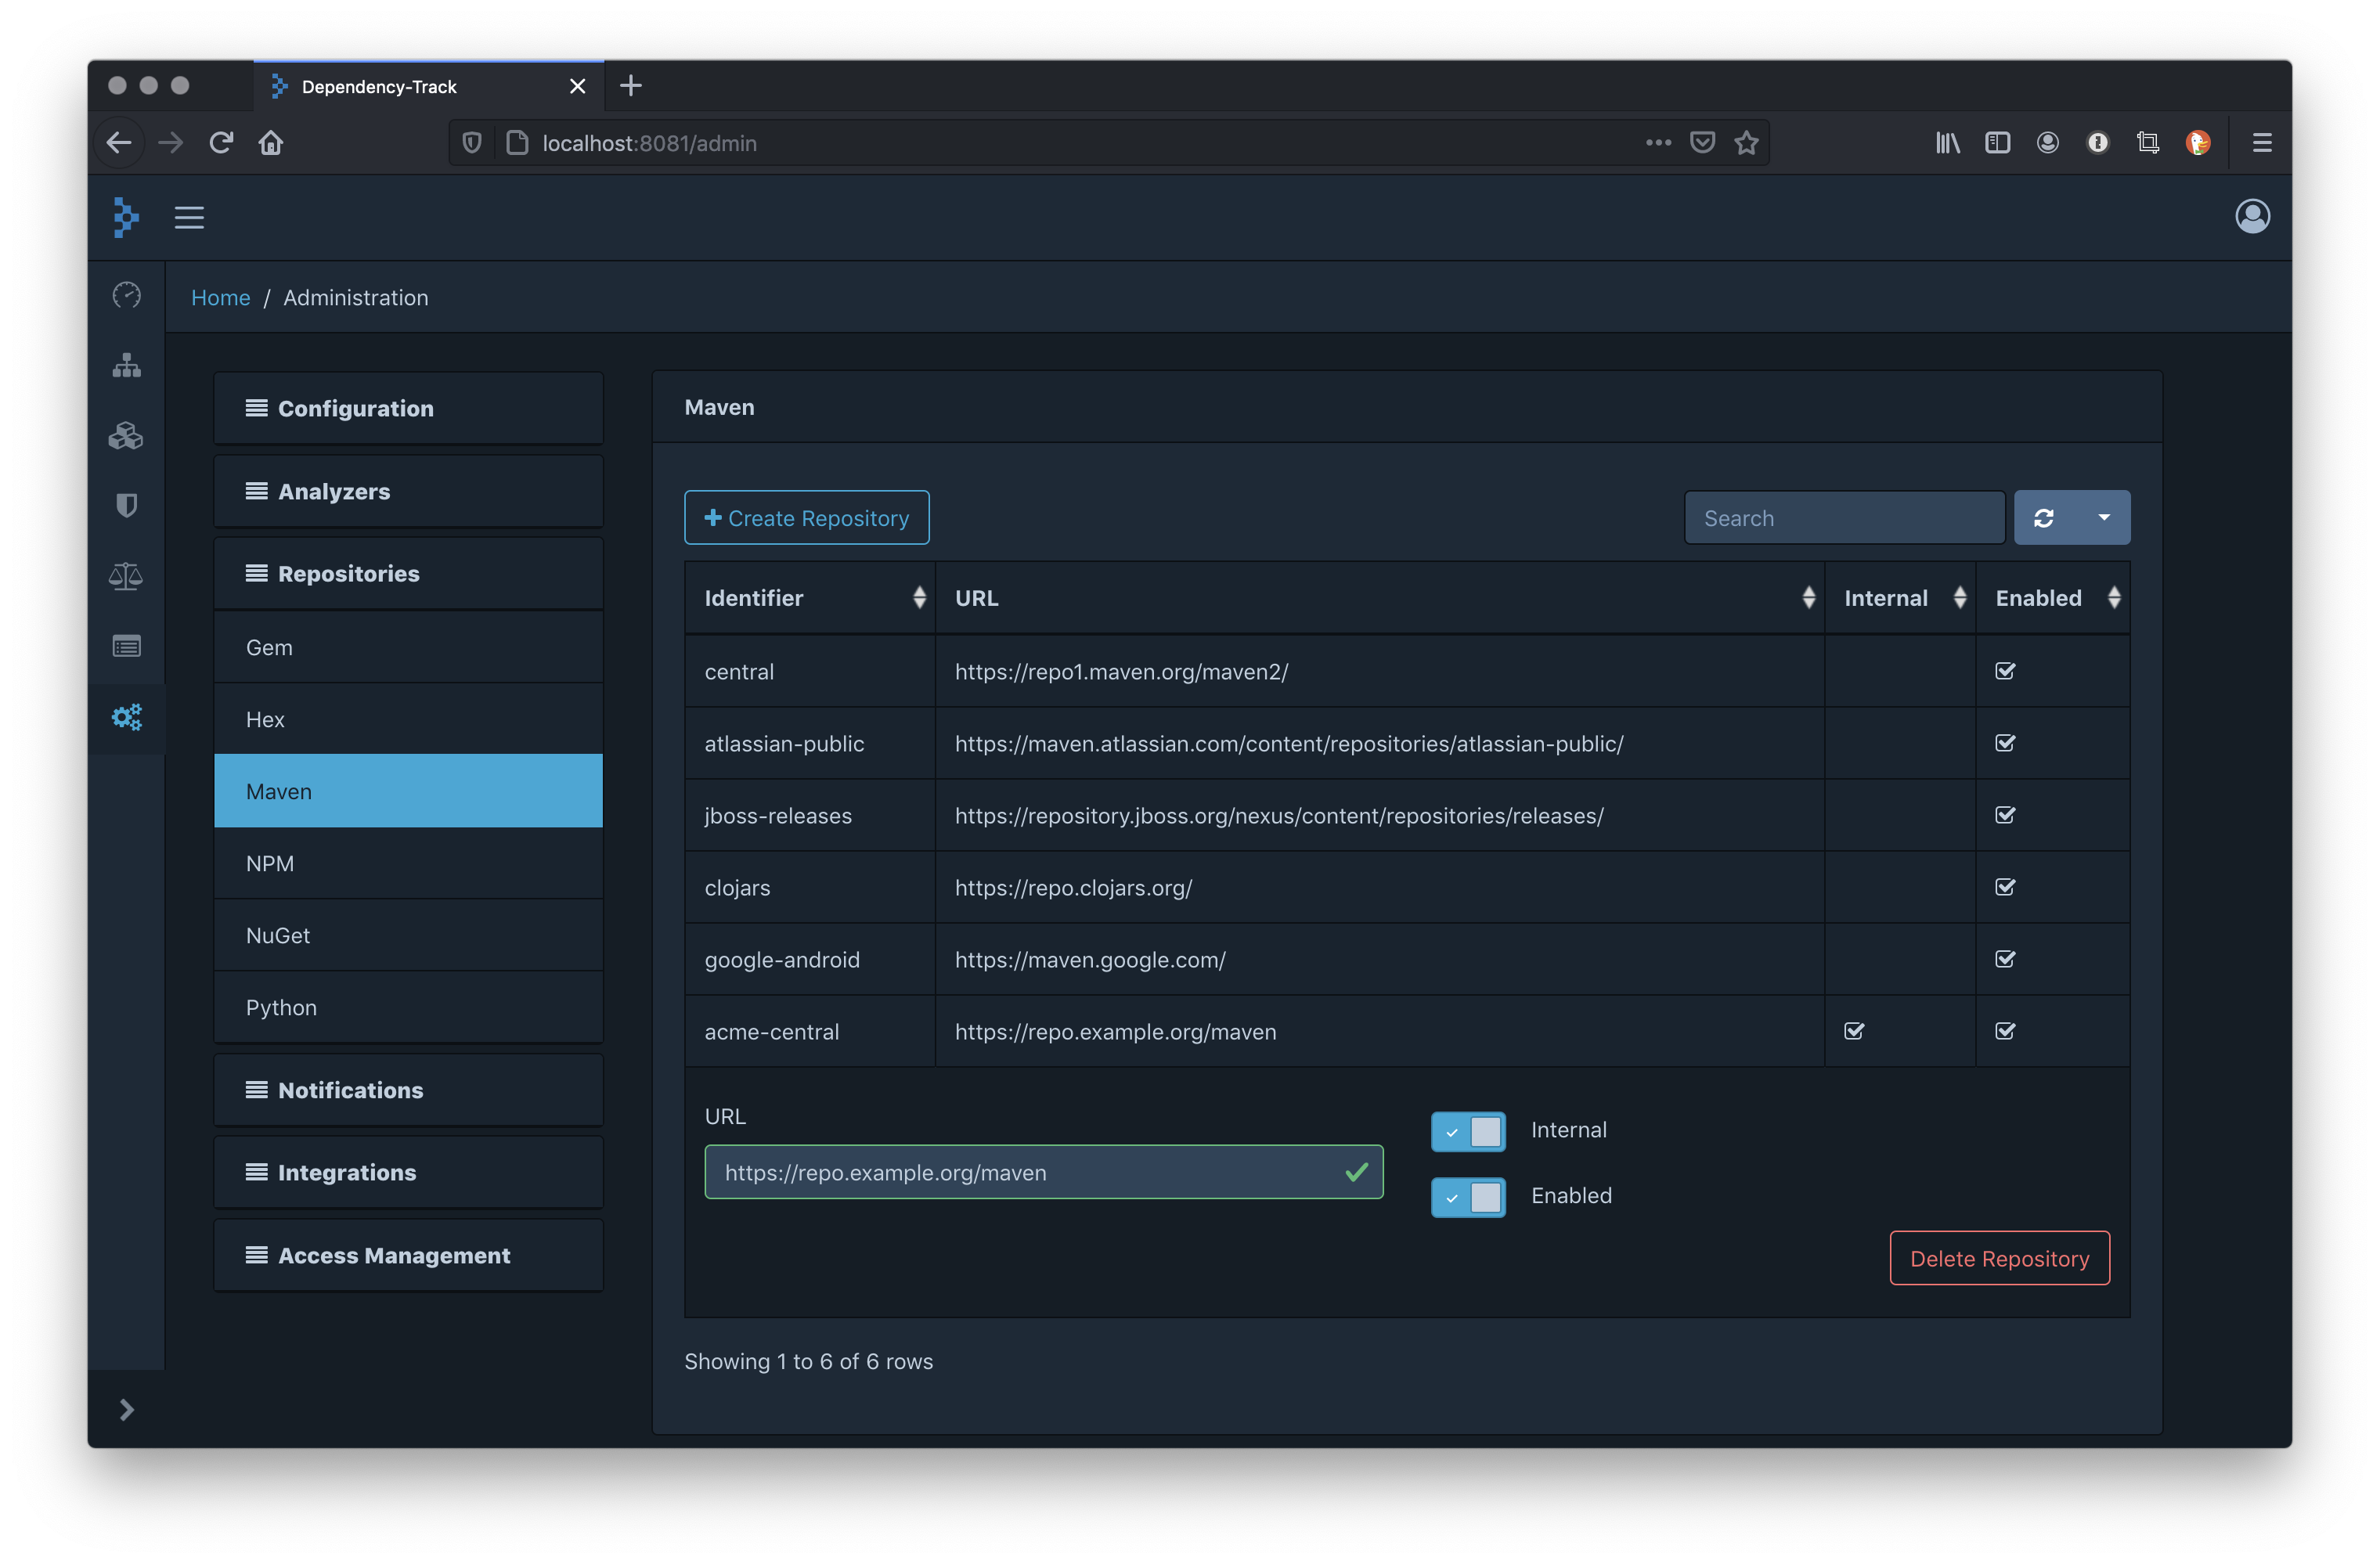 Dependency-Track
localhost:8081/admin
Home / Administration
Configuration
Analyzers
Repositories
Gem
Hex
Maven
NPM
NuGet
Python
Notifications
Integrations
Access Management
Maven
Create Repository
Search
Identifier URL Internal Enabled
central https://repo1.maven.org/maven2/
atlassian-public https://maven.atlassian.com/content/repositories/atlassian-public/
jboss-releases https://repository.jboss.org/nexus/content/repositories/releases/
clojars https://repo.clojars.org/
google-android https://maven.google.com/
acme-central https://repo.example.org/maven
URL
https://repo.example.org/maven
Internal
Enabled
Delete Repository
Showing 1 to 6 of 6 rows